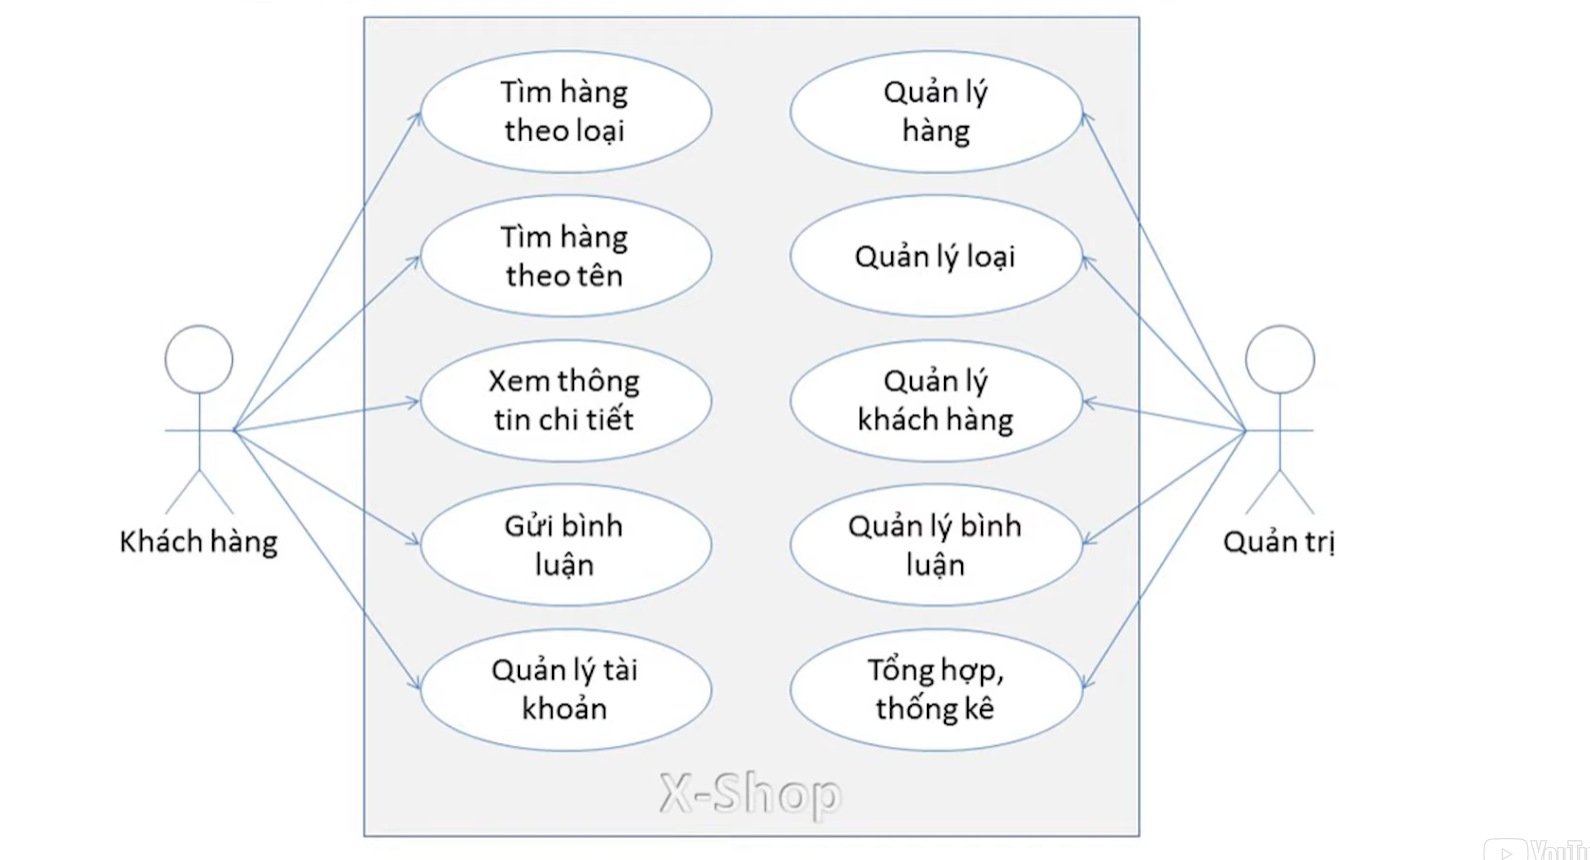 Tìm hàng
theo loại
Quản lý
hàng
Tìm hàng
theo tên
Quản lý loại
Xem thông
tin chi tiết
Quản lý
khách hàng
Gửi bình
luận
Quản lý bình
luận
Khách hàng
Quản trị
Quản lý tài
khoản
Tổng hợp,
thống kê
X-Shop